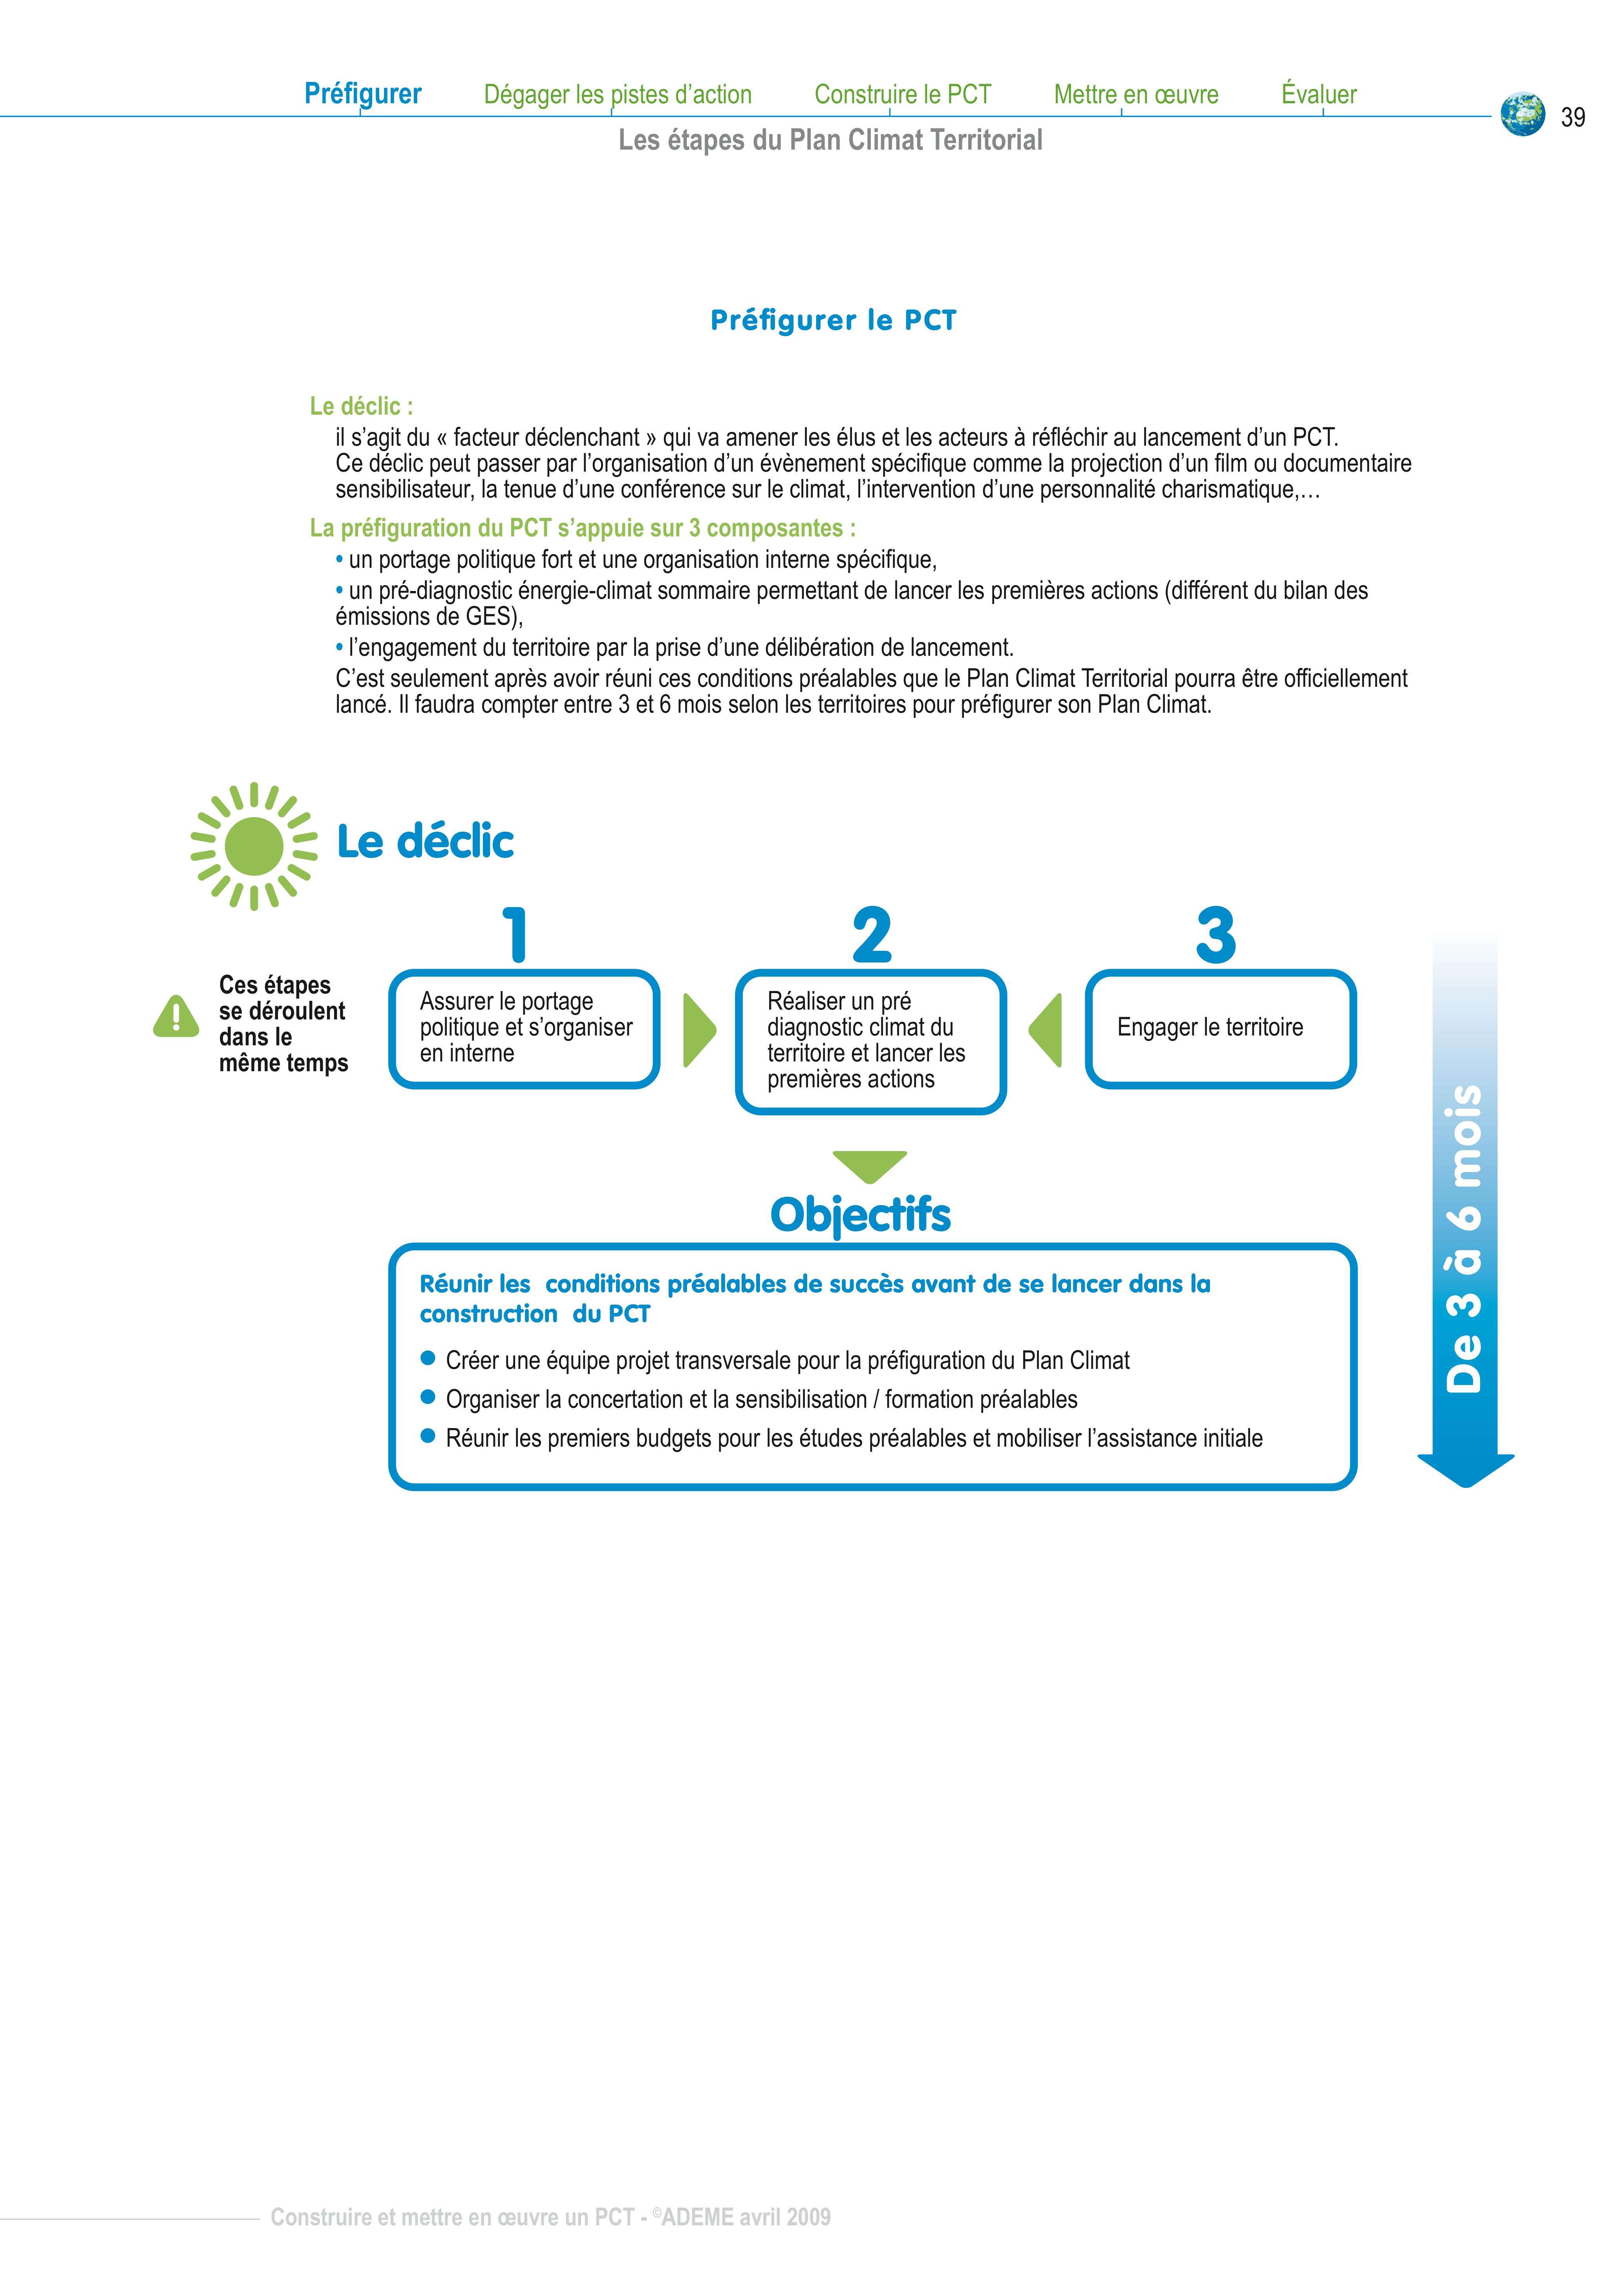 Préfigurer Dégager les pistes d’action Construire le PCT Mettre en œuvre Évaluer
39
Les étapes du Plan Climat Territorial
Préfigurer le PCT
Le déclic :
il s’agit du « facteur déclenchant » qui va amener les élus et les acteurs à réfléchir au lancement d’un PCT.
Ce déclic peut passer par l’organisation d’un évènement spécifique comme la projection d’un film ou documentaire
sensibilisateur, la tenue d’une conférence sur le climat, l’intervention d’une personnalité charismatique,…
La préfiguration du PCT s’appuie sur 3 composantes :
• un portage politique fort et une organisation interne spécifique,
• un pré-diagnostic énergie-climat sommaire permettant de lancer les premières actions (différent du bilan des
émissions de GES),
• l’engagement du territoire par la prise d’une délibération de lancement.
C’est seulement après avoir réuni ces conditions préalables que le Plan Climat Territorial pourra être officiellement
lancé. Il faudra compter entre 3 et 6 mois selon les territoires pour préfigurer son Plan Climat.
Le déclic
Ces étapes
se déroulent
dans le
même temps
1
Assurer le portage
politique et s’organiser
en interne
2
Réaliser un pré
diagnostic climat du
territoire et lancer les
premières actions
3
Engager le territoire
De 3 à 6 mois
Objectifs
Réunir les conditions préalables de succès avant de se lancer dans la
construction du PCT
● Créer une équipe projet transversale pour la préfiguration du Plan Climat
● Organiser la concertation et la sensibilisation / formation préalables
● Réunir les premiers budgets pour les études préalables et mobiliser l’assistance initiale
Construire et mettre en œuvre un PCT - ©ADEME avril 2009